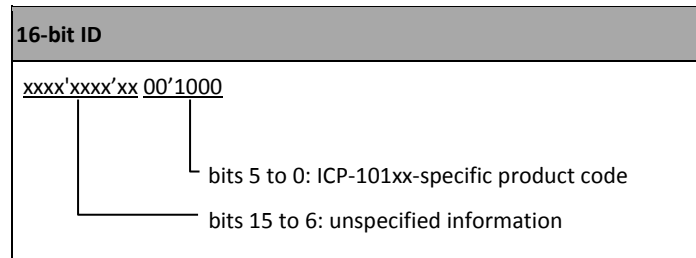 16-bit ID
xxxx'xxxx’xx 00’1000
bits 5 to 0: ICP-101xx-specific product code
bits 15 to 6: unspecified information